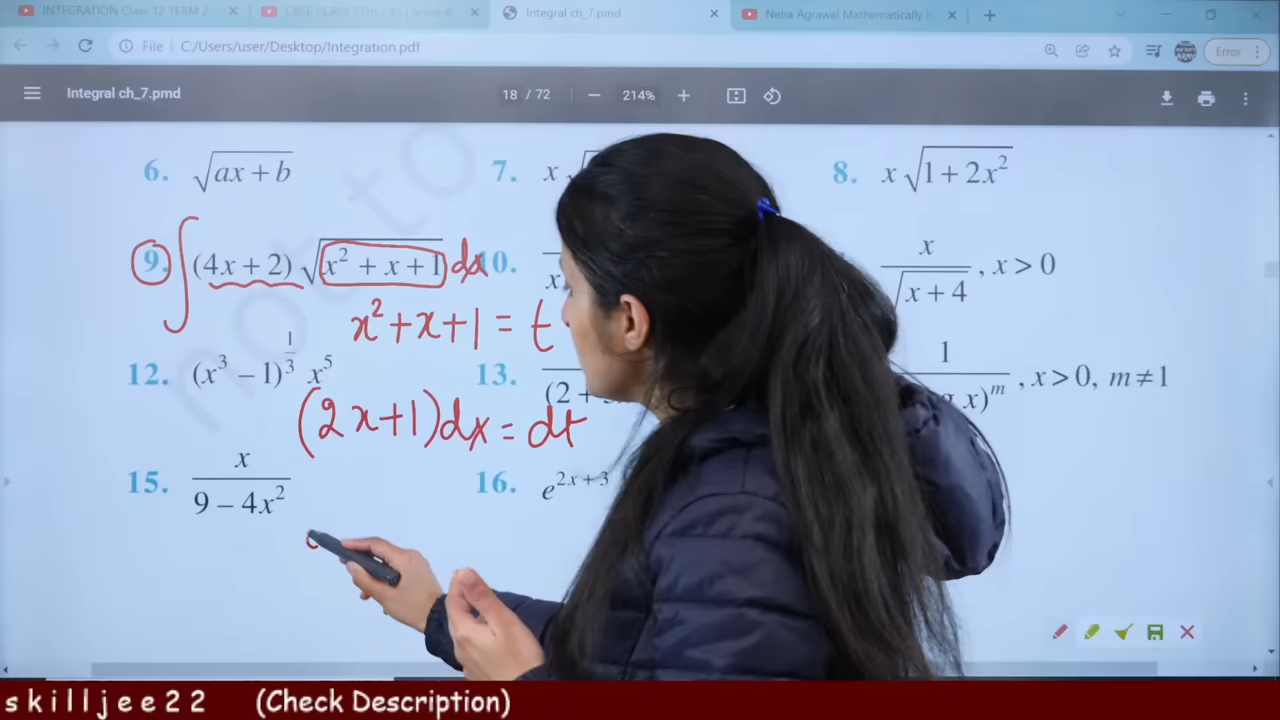 INTEGRATION Class 12 TERM 2
Integral ch_7.pmd
Neha Agrawal Mathematically
File C:/Users/user/Desktop/Integration.pdf
Error
Integral ch_7.pmd 18 / 72 214%
not to
6. √(ax + b) 7. x √ 8. x √(1 + 2x²)
9. ∫ (4x + 2) √(x² + x + 1) dx 10. x / √(x + 4) , x > 0
x² + x + 1 = t
12. (x³ – 1)^(1/3) x⁵ 13. (2 + 1 x)^m , x > 0, m ≠ 1
(2x+1)dx = dt
15. x / (9 – 4x²) 16. e^(2x + 3)
skilljee22 (Check Description)